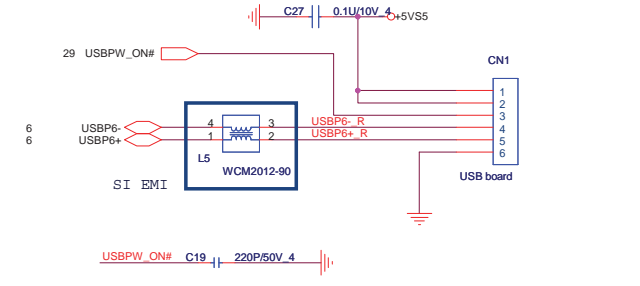 C27 0.1U/10V_4 +5VS5
29 USBPW_ON#
CN1
1
2
3
6 USBP6- 4 3 USBP6-_R 4
6 USBP6+ 1 2 USBP6+_R 5
6
L5
WCM2012-90
USB board
SI EMI
USBPW_ON# C19 220P/50V_4